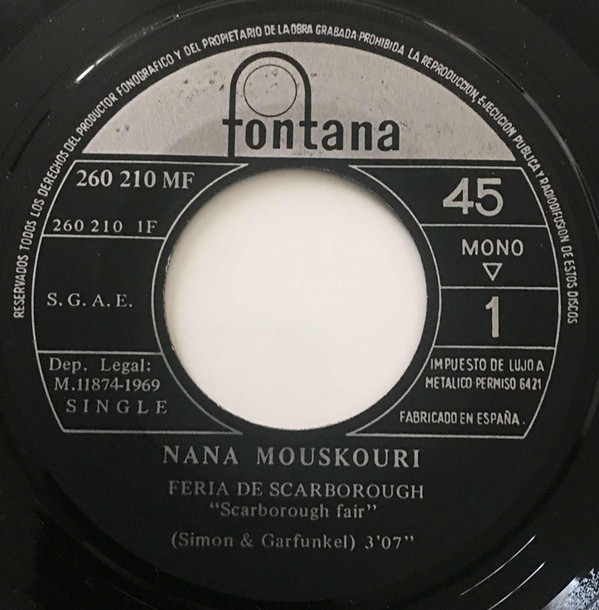 RESERVADOS TODOS LOS DERECHOS DEL PRODUCTOR FONOGRAFICO Y DEL PROPIETARIO DE LA OBRA GRABADA·PROHIBIDA LA REPRODUCCION, EJECUCION PUBLICA Y RADIODIFUSION DE ESTOS DISCOS
fontana
260 210 MF
260 210 1F
S. G. A. E.
Dep. Legal:
M.11874-1969
SINGLE
45
MONO
1
IMPUESTO DE LUJO A
METALICO·PERMISO 6421
FABRICADO EN ESPAÑA.
NANA MOUSKOURI
FERIA DE SCARBOROUGH
"Scarborough fair"
(Simon & Garfunkel) 3'07"